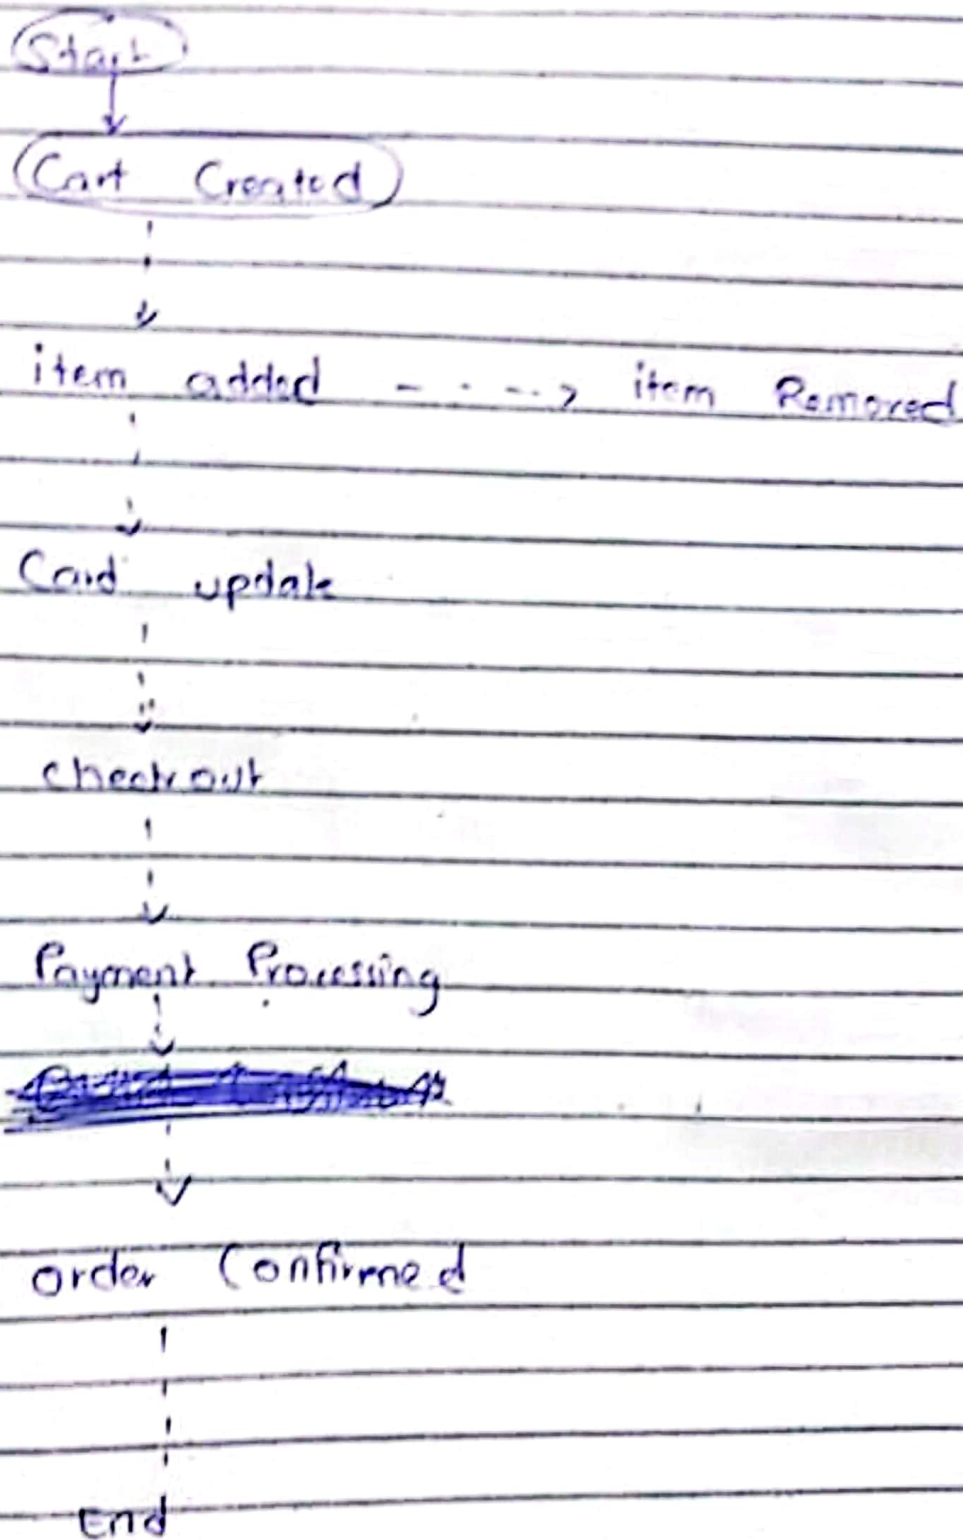 Start
Cart Created
item added item Removed
Card update
checkout
Payment Processing
order Confirmed
End